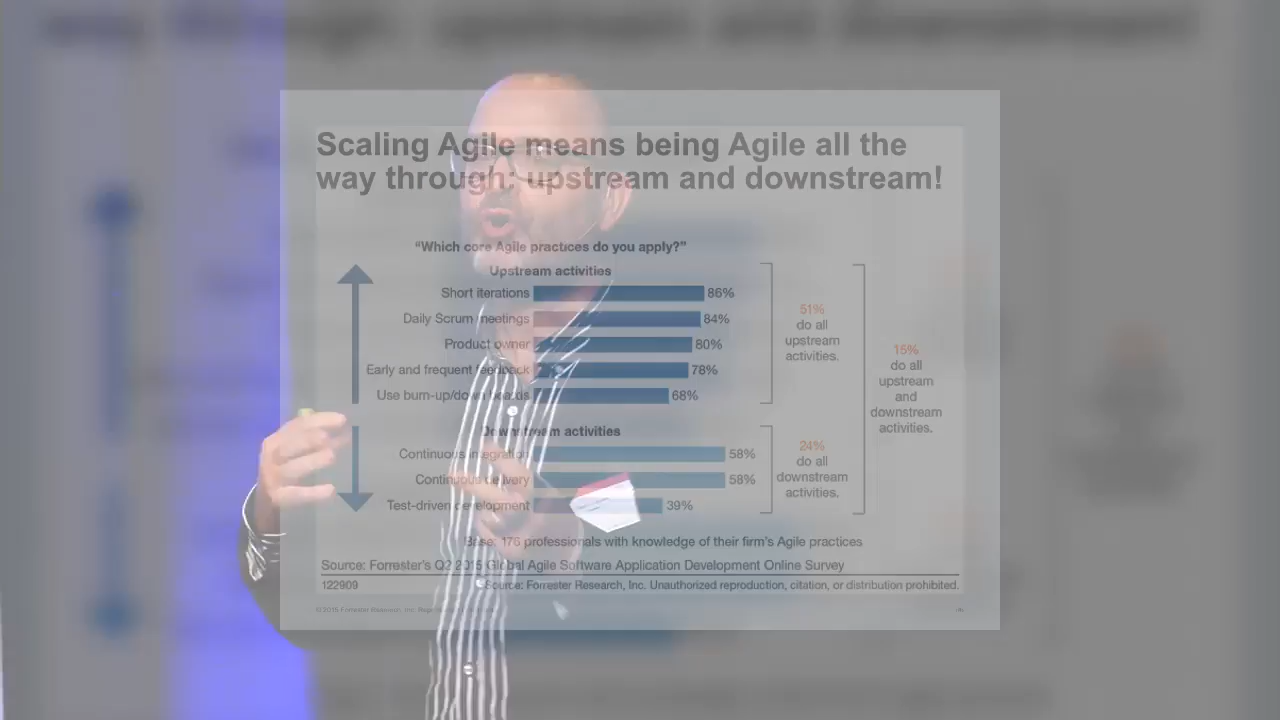 Scaling Agile means being Agile all the
way through: upstream and downstream!
“Which core Agile practices do you apply?”
Upstream activities
Short iterations 86%
Daily Scrum meetings 84%
Product owner 80%
Early and frequent feedback 78%
Use burn-up/down boards 68%
51%
do all
upstream
activities.
Downstream activities
Continuous integration 58%
Continuous delivery 58%
Test-driven development 39%
24%
do all
downstream
activities.
15%
do all
upstream
and
downstream
activities.
Base: 176 professionals with knowledge of their firm’s Agile practices
Source: Forrester’s Q2 2015 Global Agile Software Application Development Online Survey
122909 Source: Forrester Research, Inc. Unauthorized reproduction, citation, or distribution prohibited.
© 2015 Forrester Research, Inc.